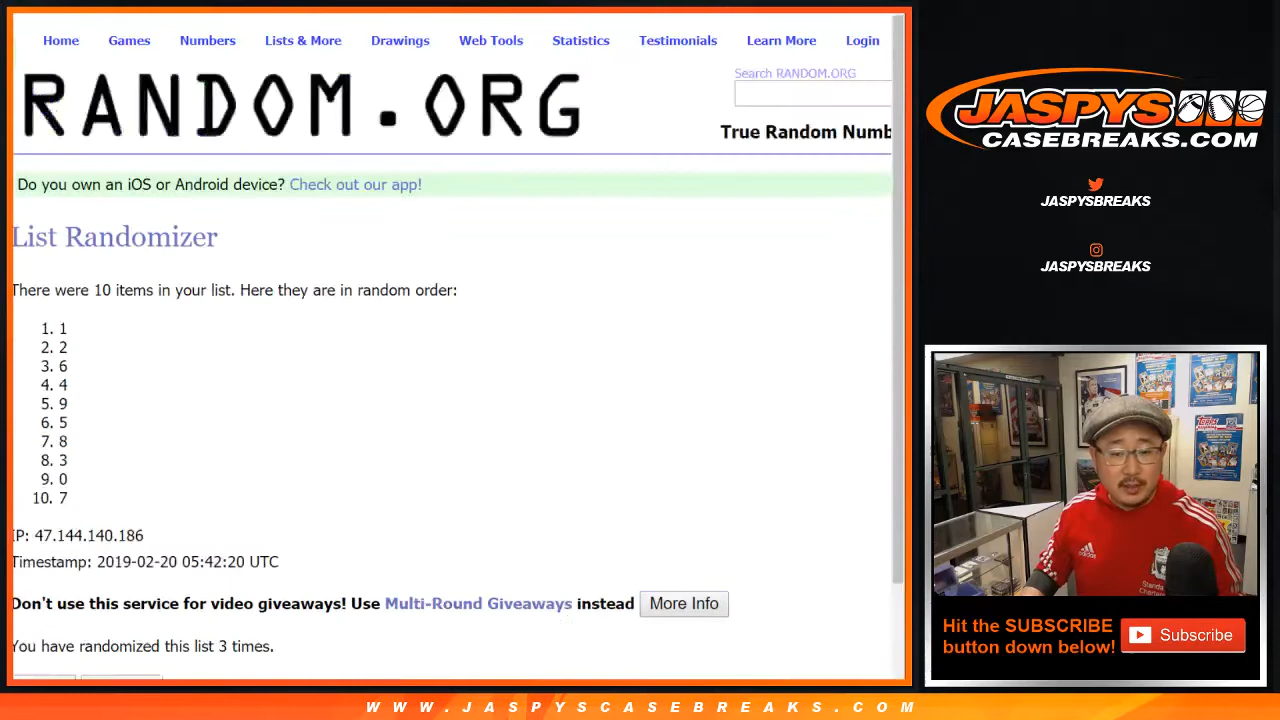 Home Games Numbers Lists & More Drawings Web Tools Statistics Testimonials Learn More Login
RANDOM.ORG
Search RANDOM.ORG
True Random Numb
Do you own an iOS or Android device? Check out our app!
List Randomizer
There were 10 items in your list. Here they are in random order:
1. 1
2. 2
3. 6
4. 4
5. 9
6. 5
7. 8
8. 3
9. 0
10. 7
IP: 47.144.140.186
Timestamp: 2019-02-20 05:42:20 UTC
Don't use this service for video giveaways! Use Multi-Round Giveaways instead More Info
You have randomized this list 3 times.
JASPYS
CASEBREAKS.COM
JASPYSBREAKS
JASPYSBREAKS
Hit the SUBSCRIBE
button down below!
Subscribe
WWW.JASPYSCASEBREAKS.COM